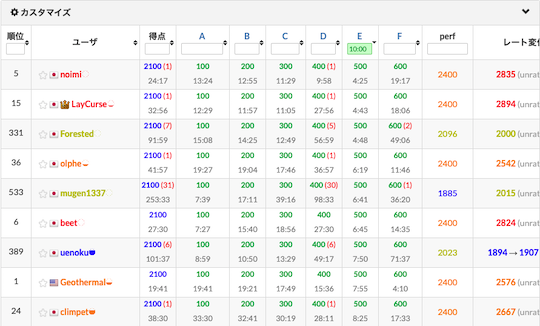 カスタマイズ
順位 ユーザ 得点 A B C D E F perf レート変化
10:00
5 naimi 2100 (1) 100 200 300 400 (1) 500 600 2400 2835 (unrat
24:17 13:24 12:55 11:29 9:58 4:25 19:17
15 LayCurse 2100 (1) 100 200 300 400 (1) 500 600 2400 2894 (unrat
32:56 12:29 11:57 11:05 27:56 4:43 18:06
331 Forested 2100 (7) 100 200 300 400 (5) 500 600 (2) 2096 2000 (unrat
91:59 15:08 14:25 12:49 56:59 4:48 49:06
36 olphe 2100 (1) 100 200 300 400 (1) 500 600 2400 2542 (unrat
41:57 19:27 19:04 17:46 36:57 6:19 11:46
533 mugen1337 2100 (31) 100 200 300 400 (30) 500 600 (1) 1885 2015 (unrat
253:33 7:39 17:11 39:16 98:33 6:41 36:20
6 beet 2100 100 200 300 400 500 600 2400 2824 (unrat
27:30 7:27 15:40 18:56 27:30 6:45 14:35
389 uenoku 2100 (6) 100 200 300 400 (6) 500 600 2023 1894 → 1907
101:37 8:59 10:50 13:29 49:17 7:50 71:37
1 Geothermal 2100 100 200 300 400 500 600 2400 2576 (unrat
19:41 19:41 19:21 17:49 15:36 7:55 4:10
24 climpet 2100 (1) 100 200 300 400 (1) 500 600 2400 2667 (unrat
38:30 33:30 32:41 30:19 28:11 8:25 17:33